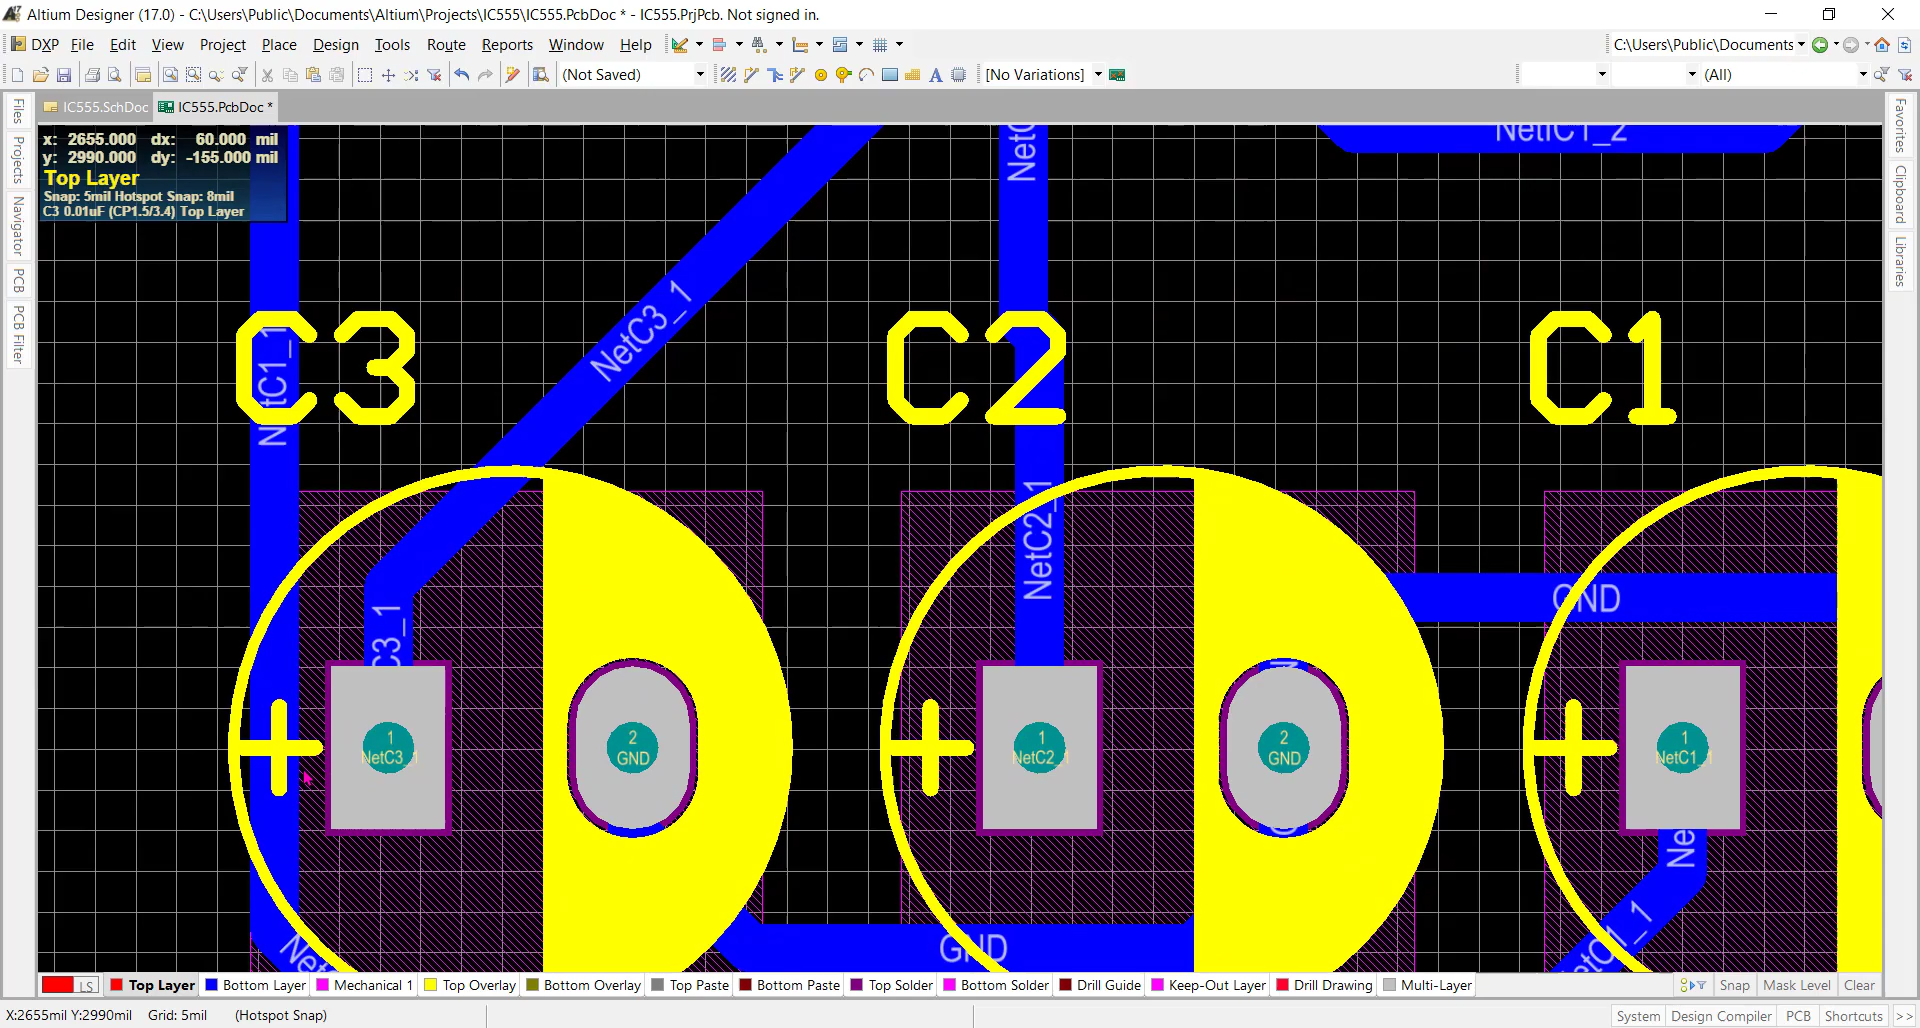 Altium Designer (17.0) - C:\Users\Public\Documents\Altium\Projects\IC555\IC555.PcbDoc * - IC555.PrjPcb. Not signed in.
DXP File Edit View Project Place Design Tools Route Reports Window Help C:\Users\Public\Documents
(Not Saved) A [No Variations] (All)
IC555.SchDoc IC555.PcbDoc *
Files
Projects
Navigator
PCB
PCB Filter
x: 2655.000 dx: 60.000 mil
y: 2990.000 dy: -155.000 mil
Top Layer
Snap: 5mil Hotspot Snap: 8mil
C3 0.01uF (CP1.5/3.4) Top Layer
NetIC1_2
NetC3_1
C3 C2 C1
NetC1_1
NetC2_1
GND
C3_1
1
NetC3_1
2
GND
1
NetC2_1
2
GND
1
NetC1_1
GND
Favorites
Clipboard
Libraries
LS Top Layer Bottom Layer Mechanical 1 Top Overlay Bottom Overlay Top Paste Bottom Paste Top Solder Bottom Solder Drill Guide Keep-Out Layer Drill Drawing Multi-Layer Snap Mask Level Clear
X:2655mil Y:2990mil Grid: 5mil (Hotspot Snap) System Design Compiler PCB Shortcuts >>